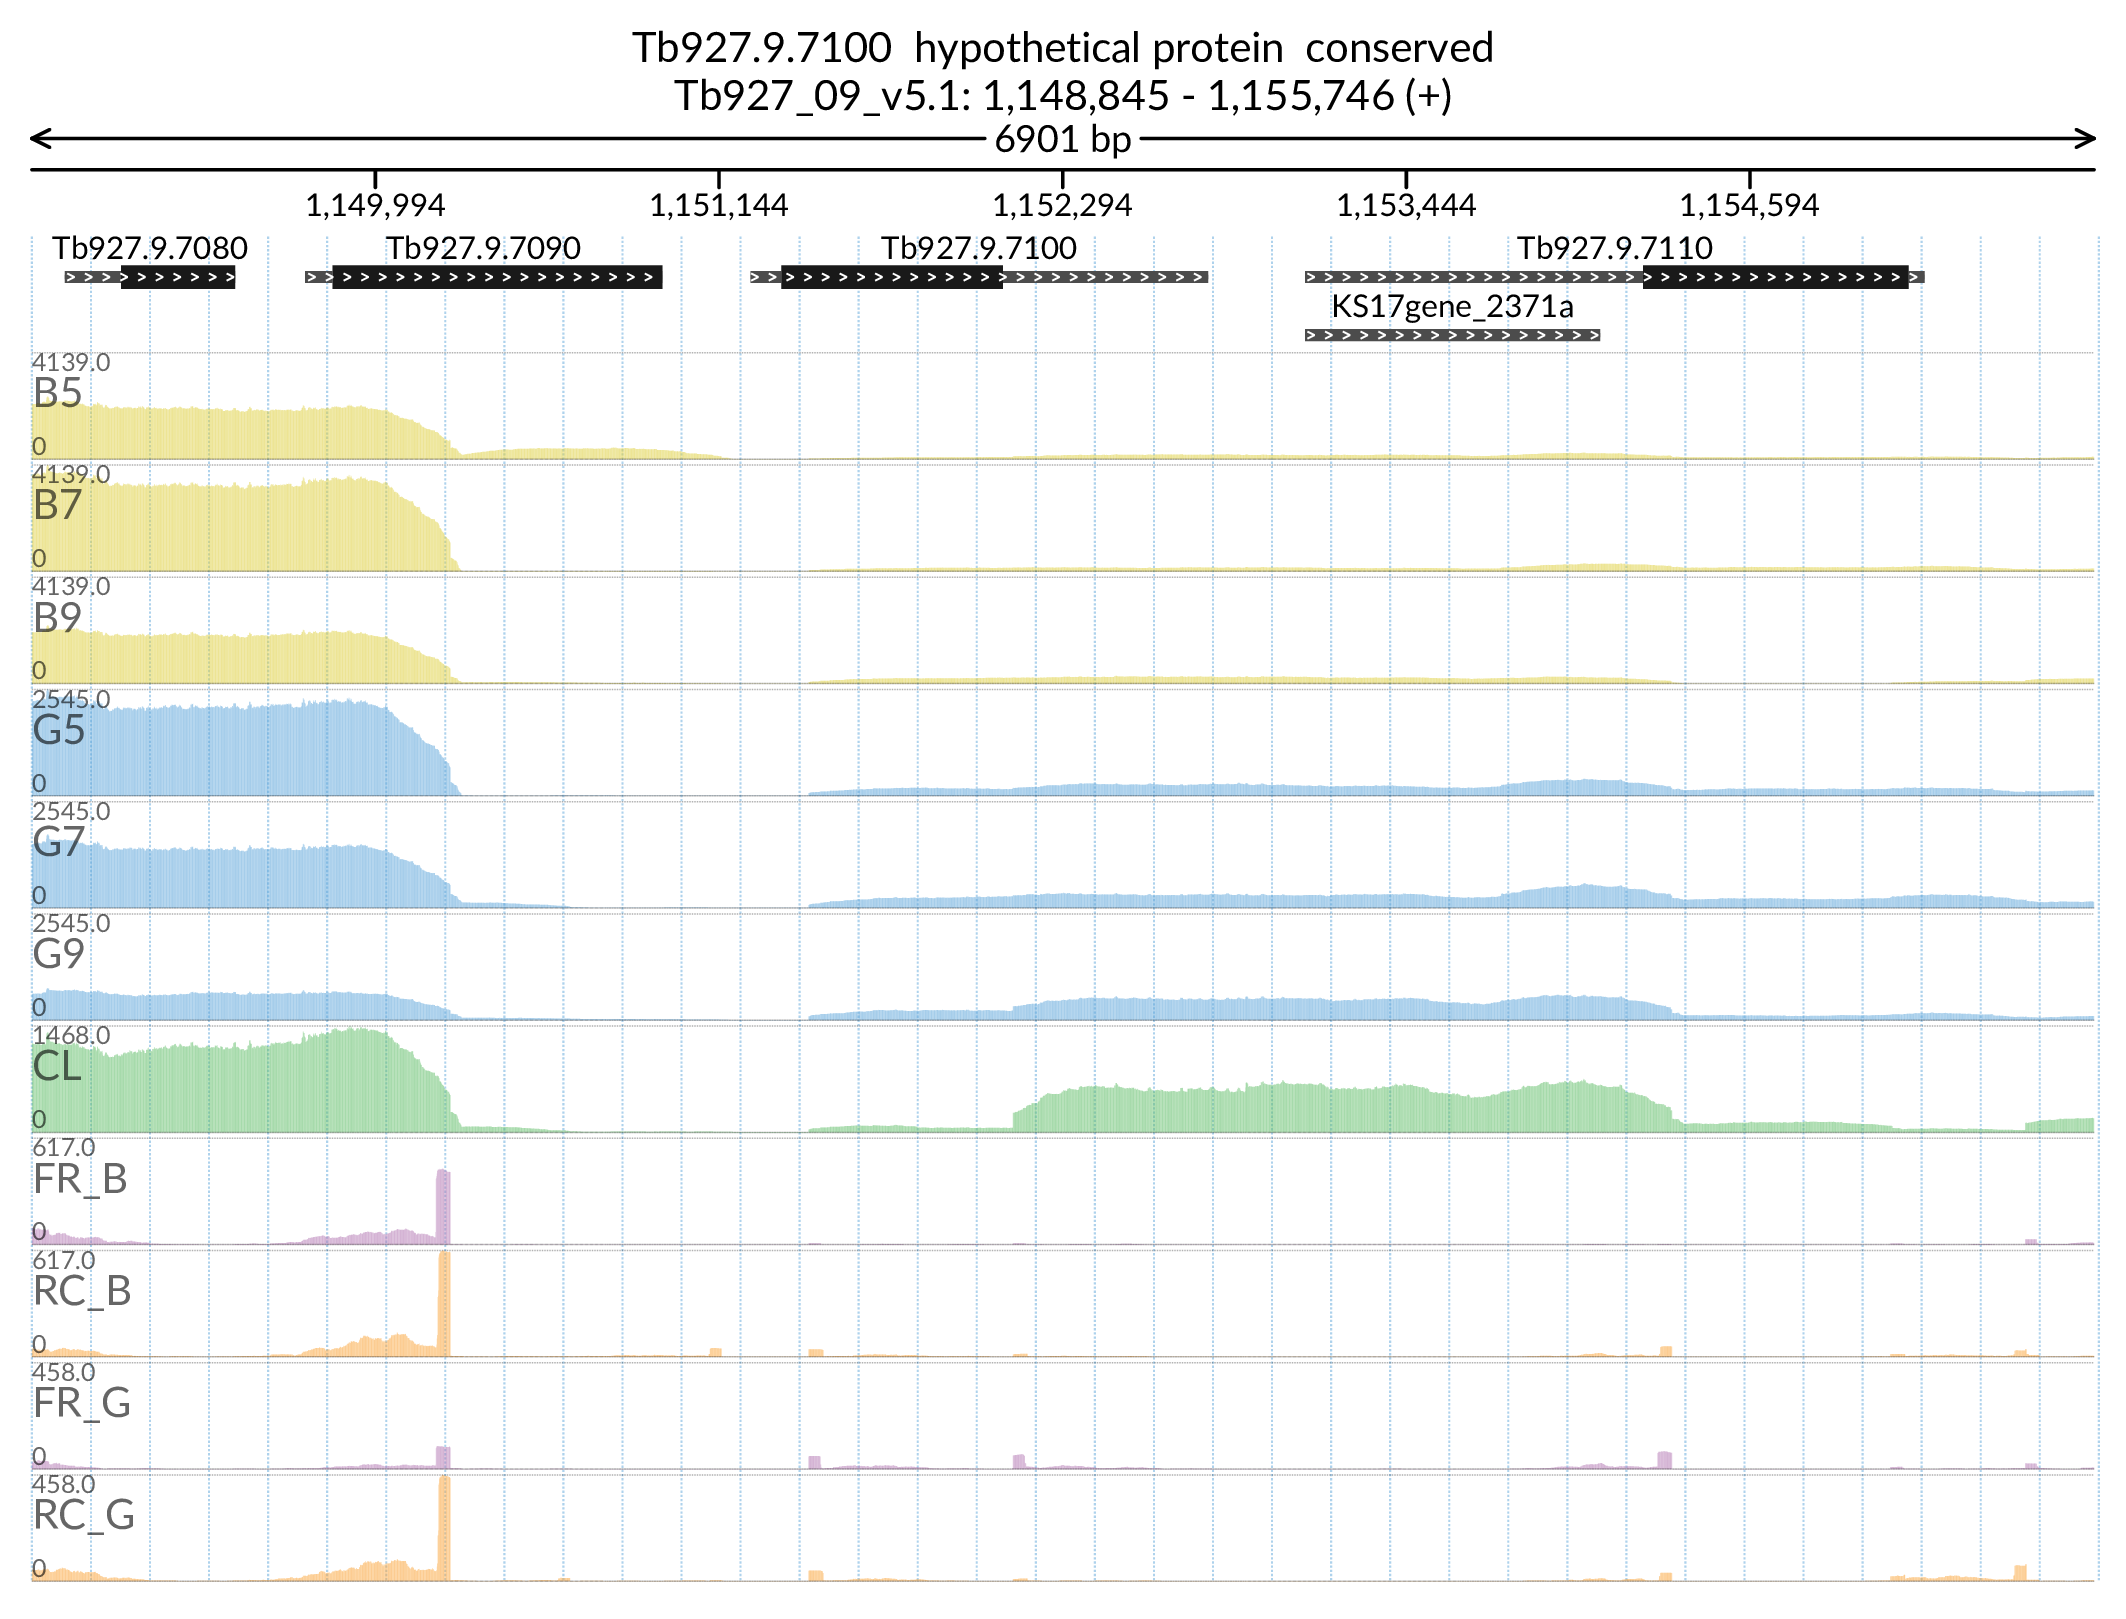 Tb927.9.7100  hypothetical protein  conserved
Tb927_09_v5.1: 1,148,845 - 1,155,746 (+)
6901 bp
1,149,994 1,151,144 1,152,294 1,153,444 1,154,594
Tb927.9.7080 Tb927.9.7090 Tb927.9.7100 Tb927.9.7110
KS17gene_2371a
4139.0
B5
0
4139.0
B7
0
4139.0
B9
0
2545.0
G5
0
2545.0
G7
0
2545.0
G9
0
1468.0
CL
0
617.0
FR_B
0
617.0
RC_B
0
458.0
FR_G
0
458.0
RC_G
0